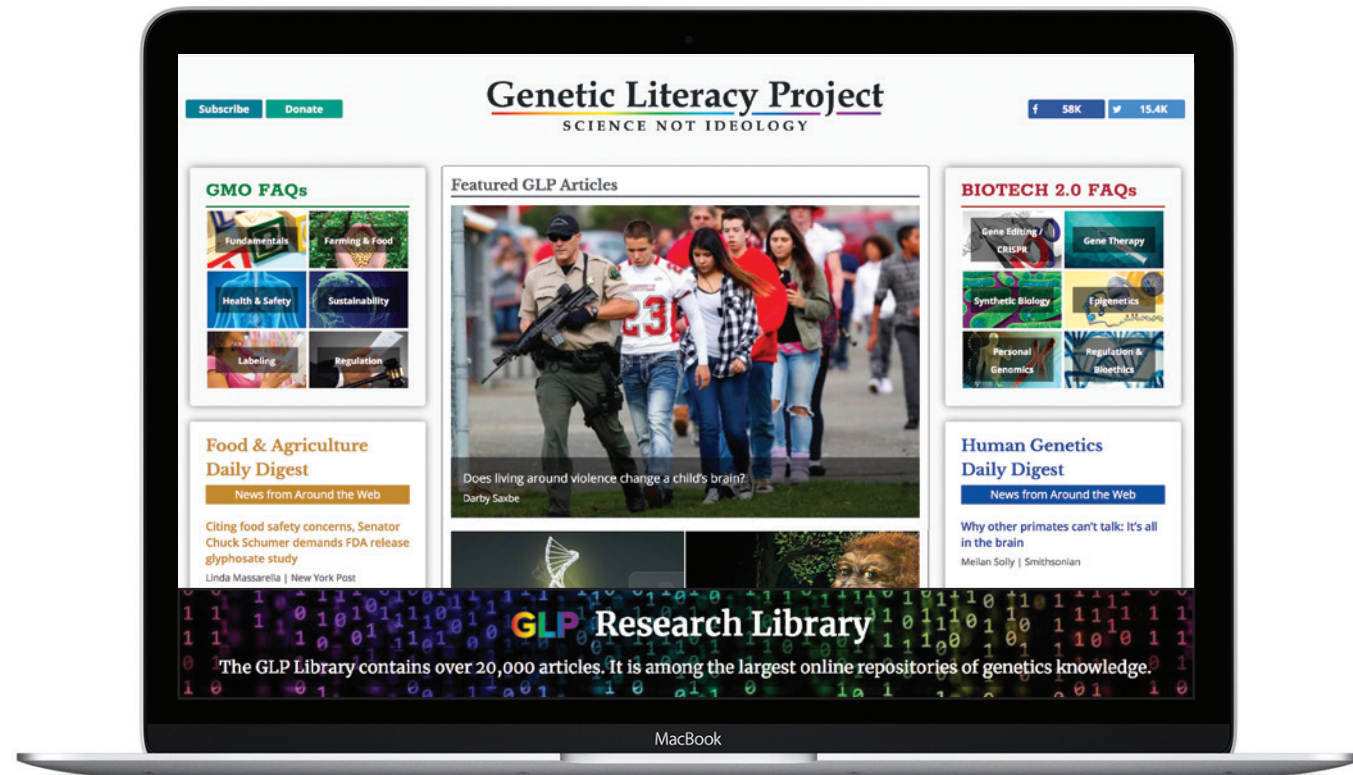 Genetic Literacy Project
SCIENCE NOT IDEOLOGY
Subscribe
Donate
58K
15.4K
GMO FAQs
Fundamentals
Farming & Food
Health & Safety
Sustainability
Labeling
Regulation
Food & Agriculture
Daily Digest
News from Around the Web
Citing food safety concerns, Senator
Chuck Schumer demands FDA release
glyphosate study
Linda Massarella | New York Post
Featured GLP Articles
23
Does living around violence change a child's brain?
Darby Saxbe
BIOTECH 2.0 FAQs
Gene Editing /
CRISPR
Gene Therapy
Synthetic Biology
Epigenetics
Personal
Genomics
Regulation &
Bioethics
Human Genetics
Daily Digest
News from Around the Web
Why other primates can't talk: It's all
in the brain
Meilan Solly | Smithsonian
GLP Research Library
The GLP Library contains over 20,000 articles. It is among the largest online repositories of genetics knowledge.
MacBook